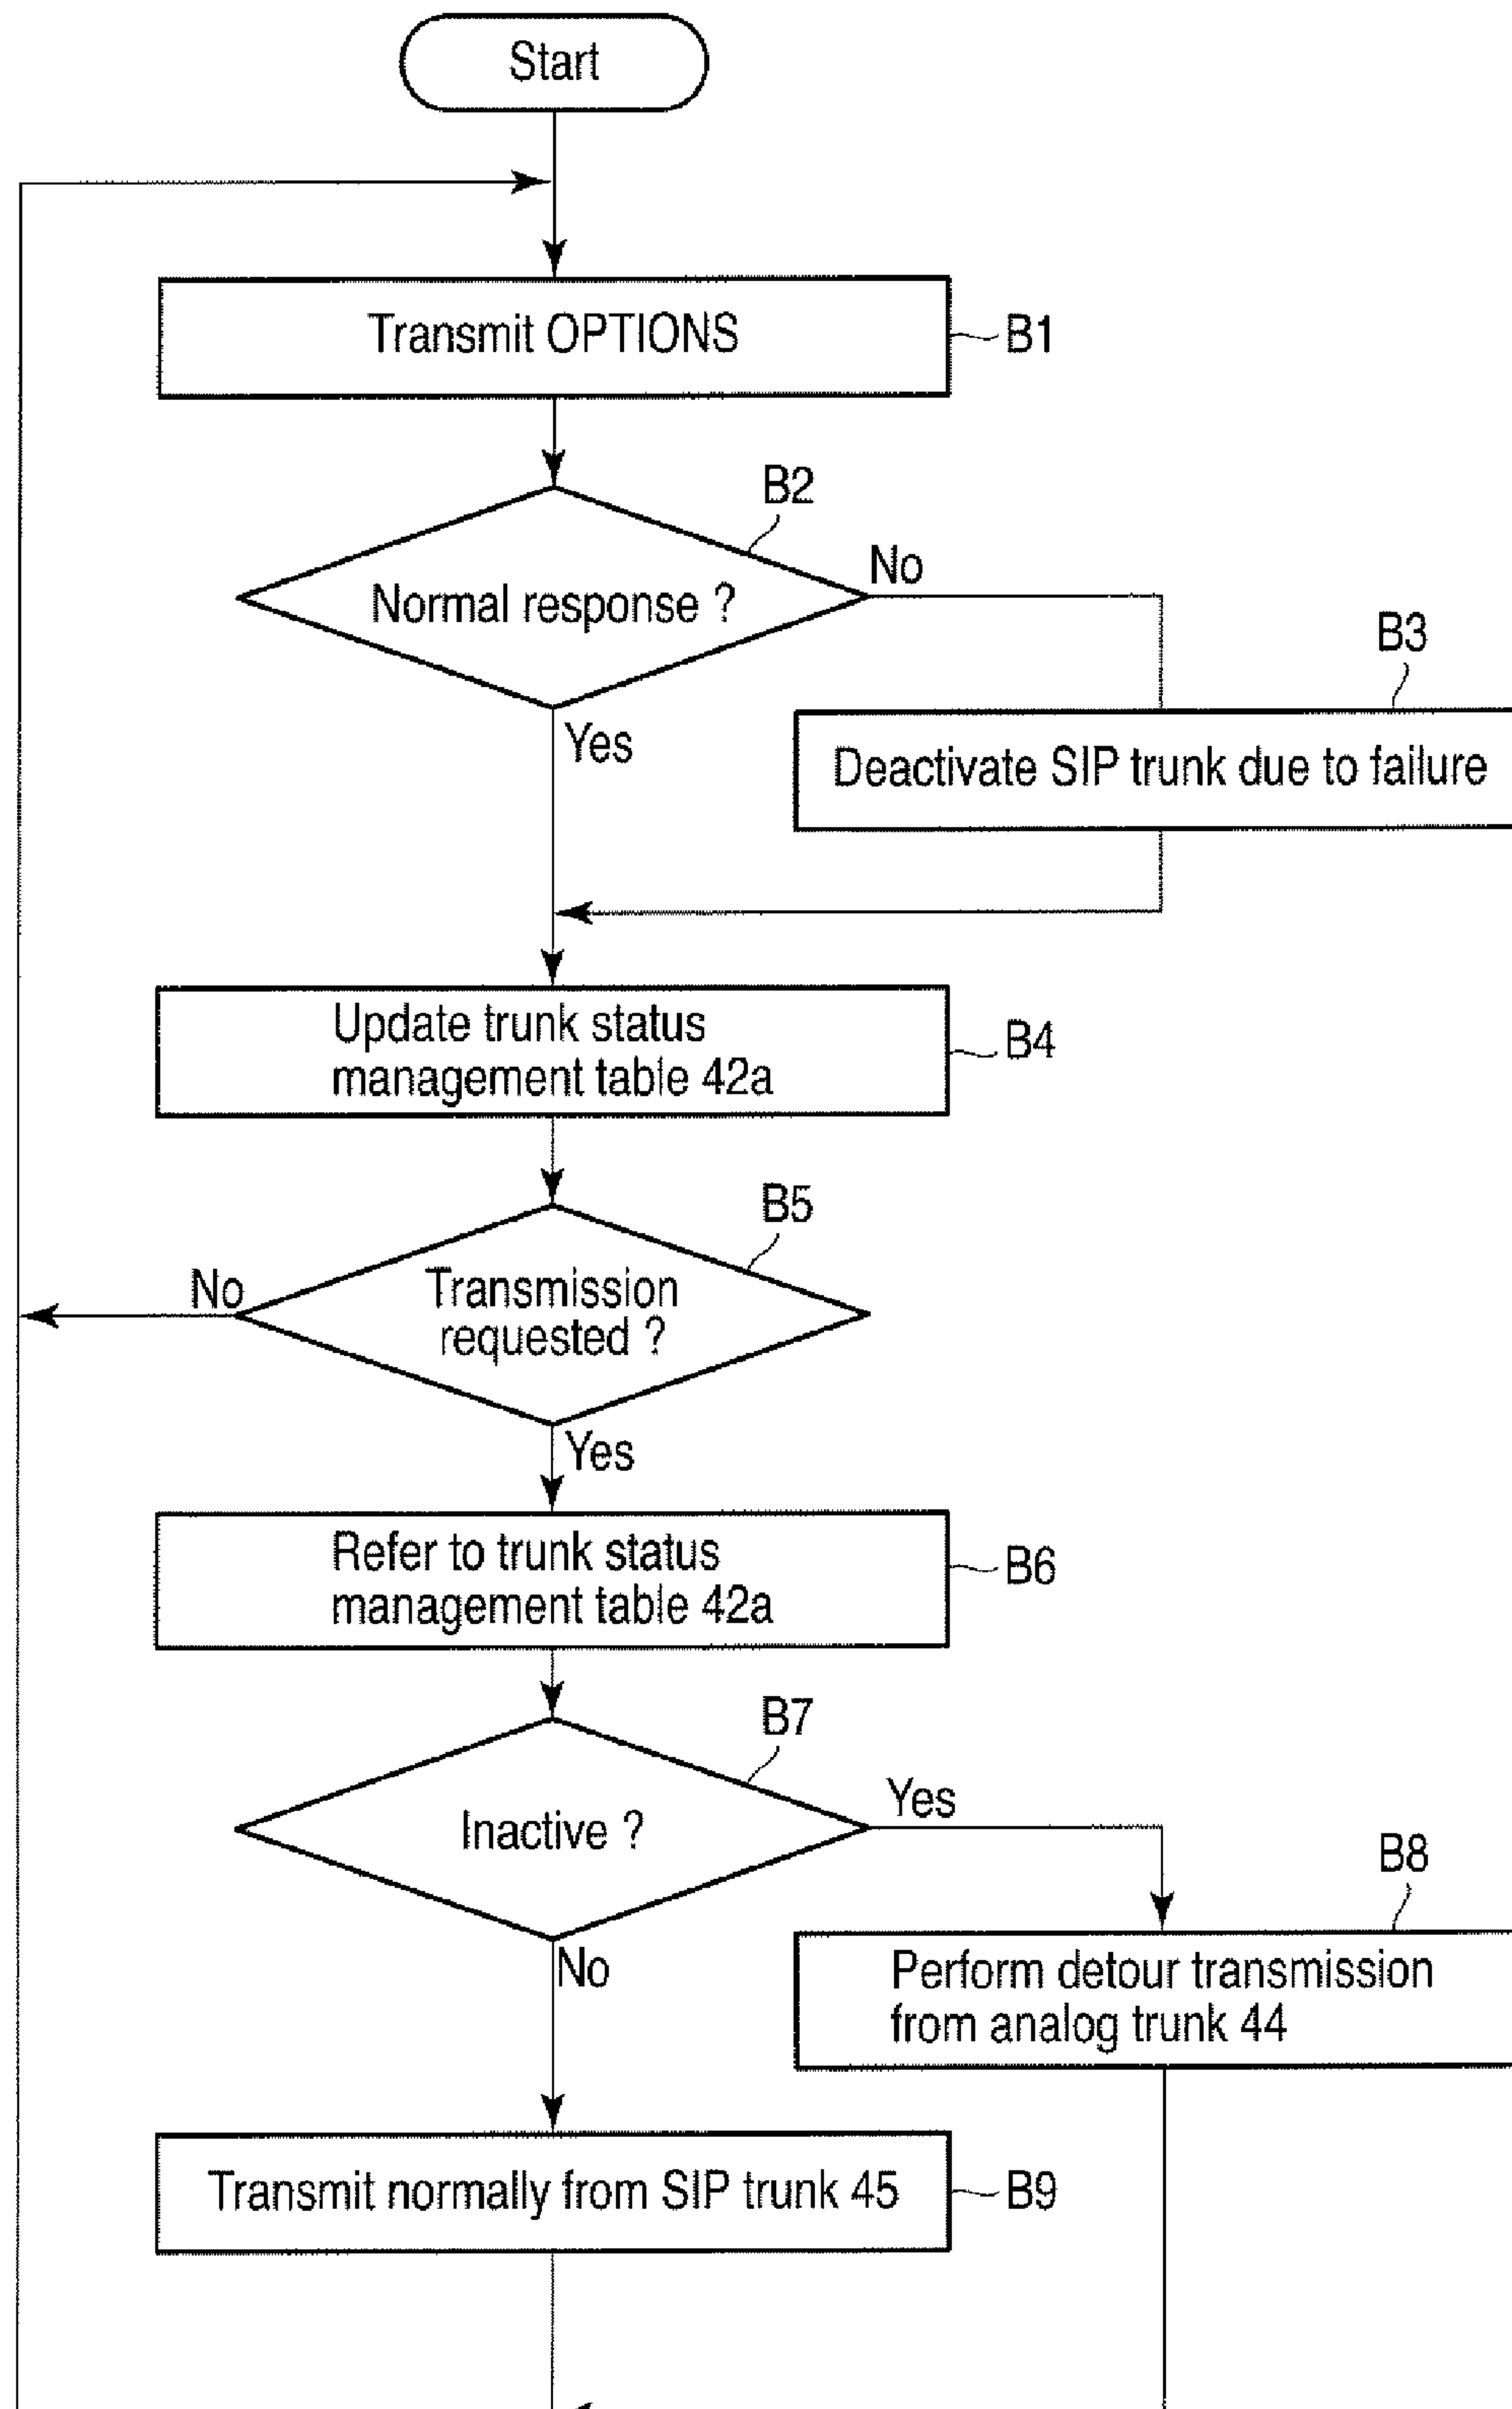 Start
Transmit OPTIONS
B1
B2
Normal response ?
No
Yes
B3
Deactivate SIP trunk due to failure
Update trunk status
management table 42a
B4
B5
Transmission
requested ?
No
Yes
Refer to trunk status
management table 42a
B6
B7
Inactive ?
Yes
No
B8
Perform detour transmission
from analog trunk 44
Transmit normally from SIP trunk 45
B9